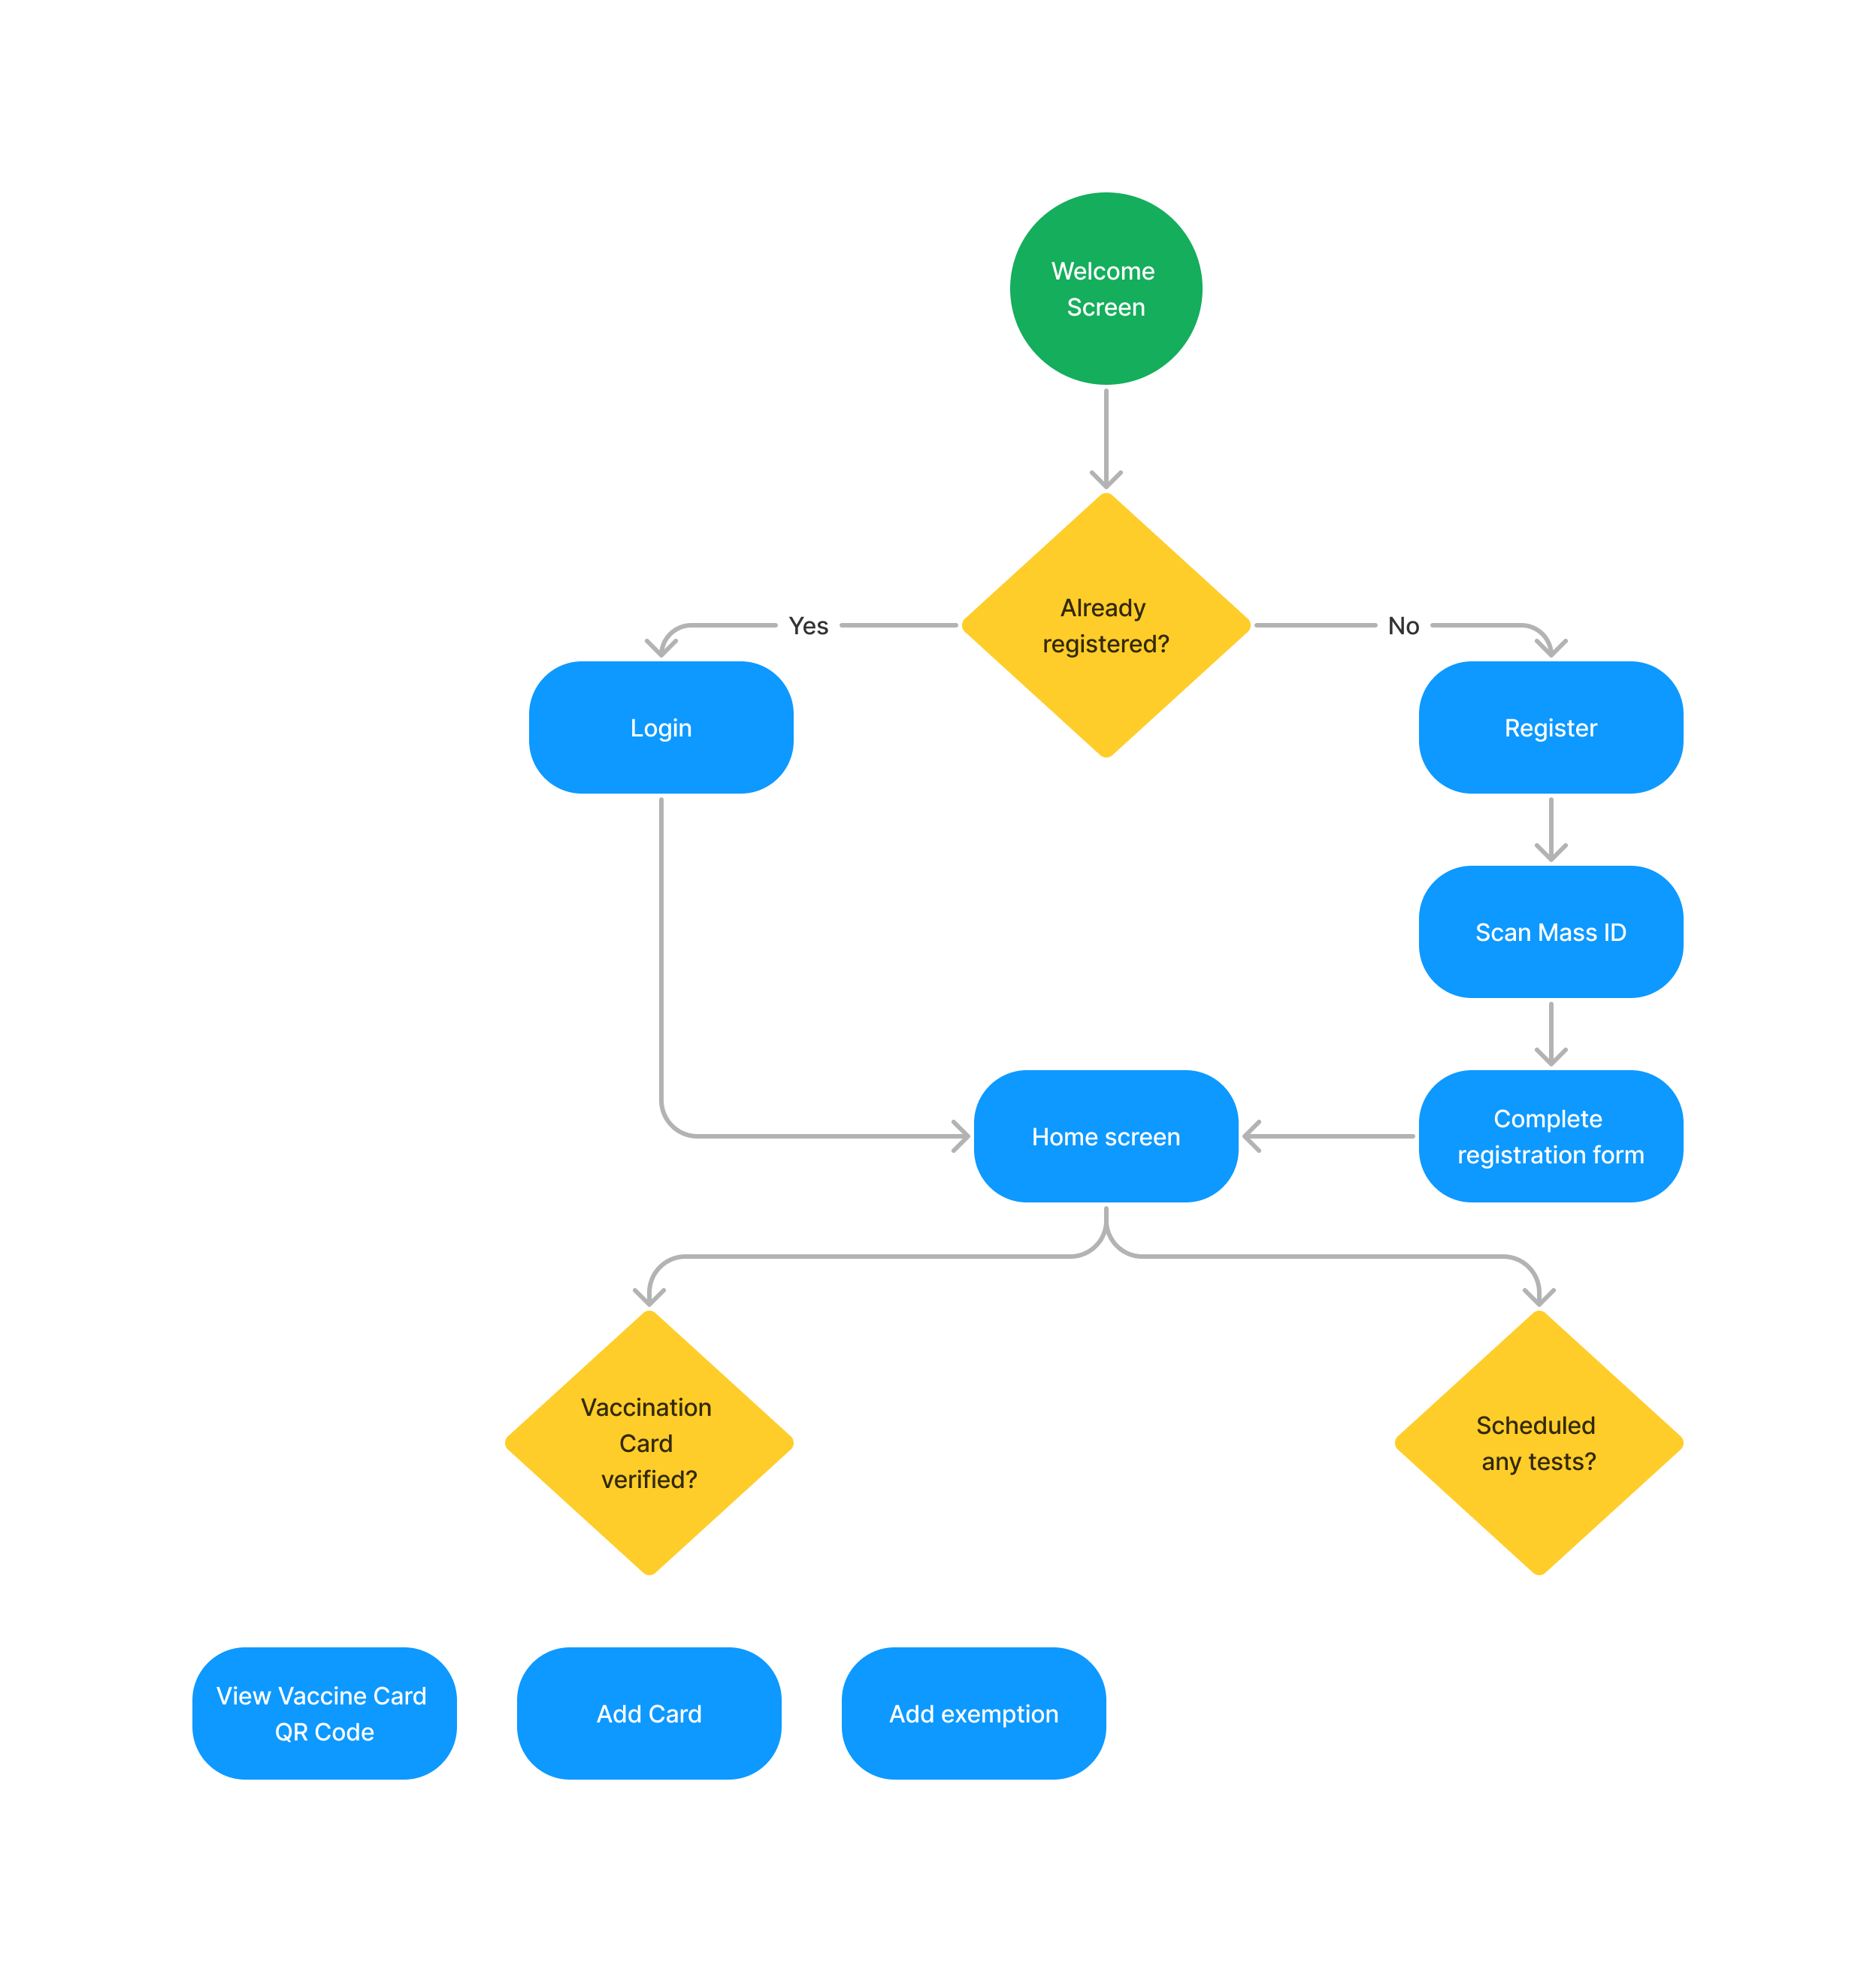 Welcome
Screen
Already
registered?
Yes
No
Login
Register
Scan Mass ID
Home screen
Complete
registration form
Vaccination
Card
verified?
Scheduled
any tests?
View Vaccine Card
QR Code
Add Card
Add exemption